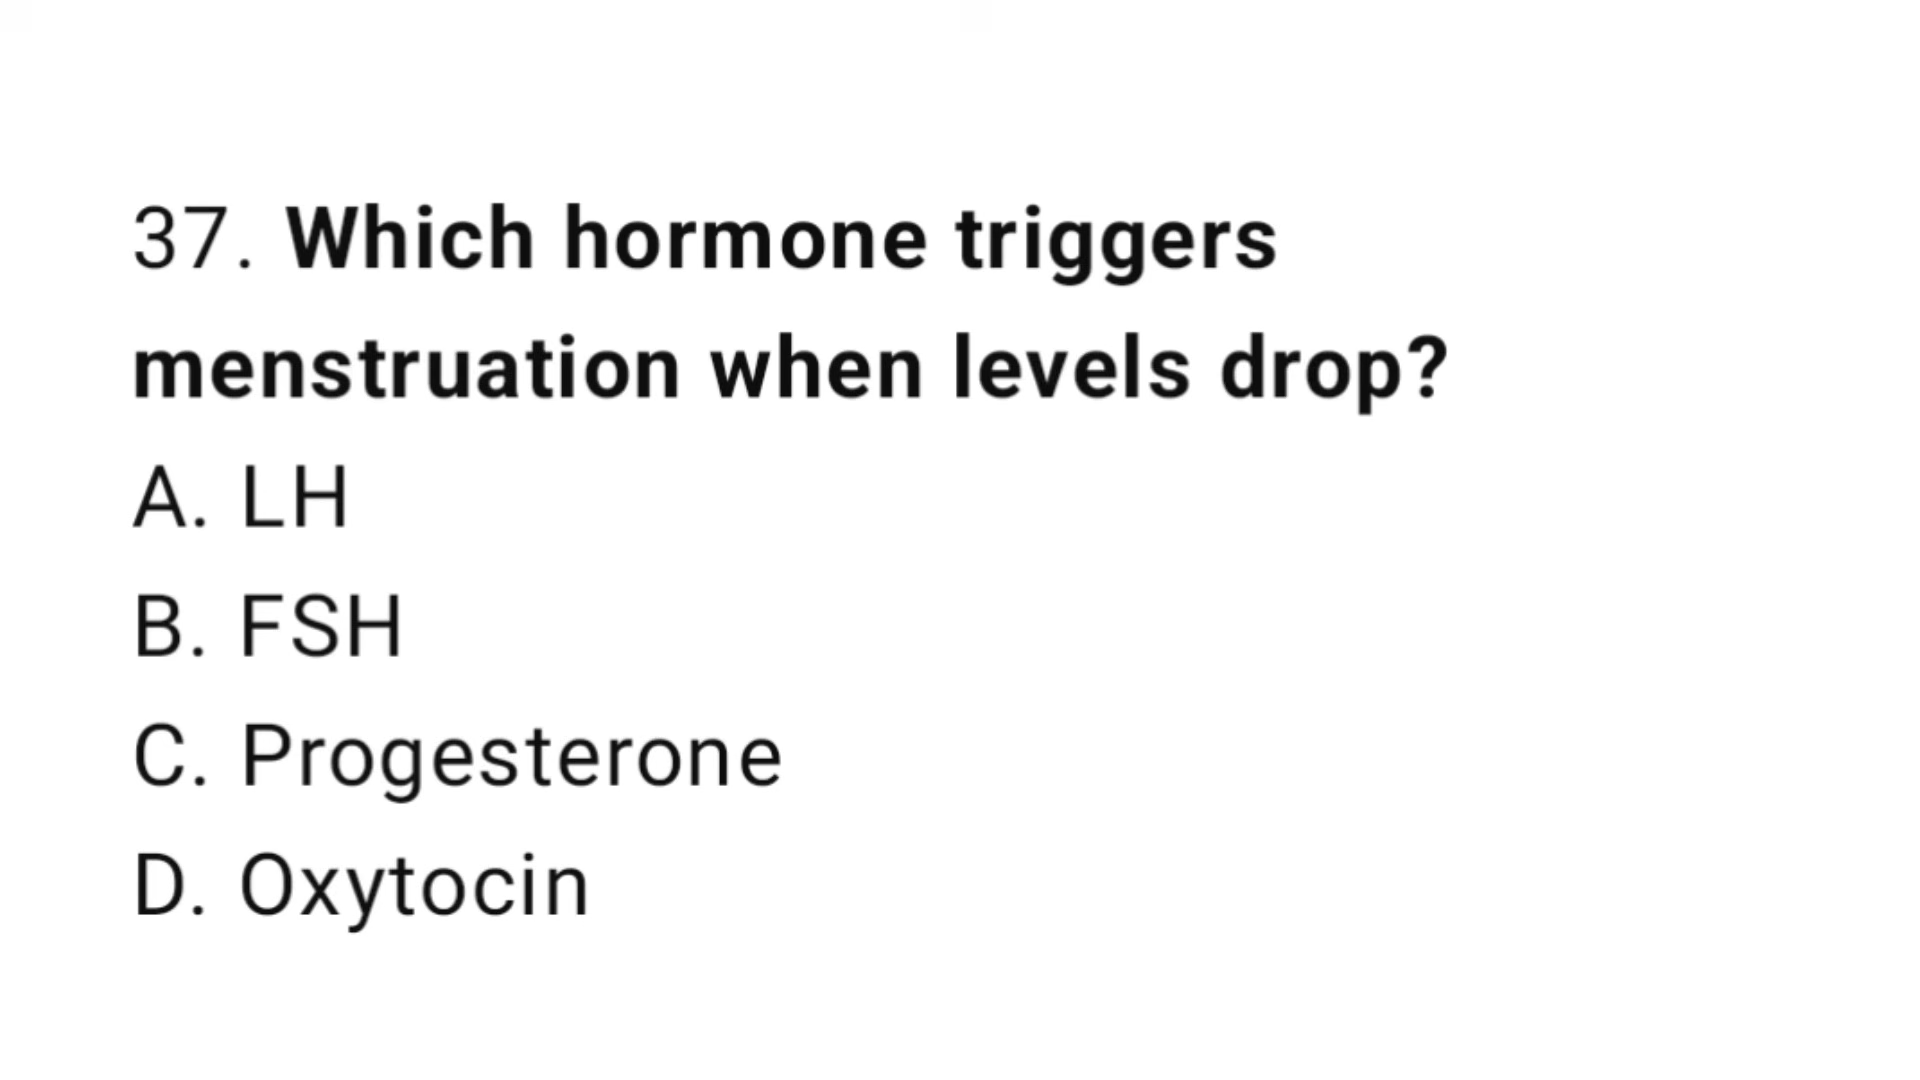 37. Which hormone triggers
menstruation when levels drop?
A. LH
B. FSH
C. Progesterone
D. Oxytocin